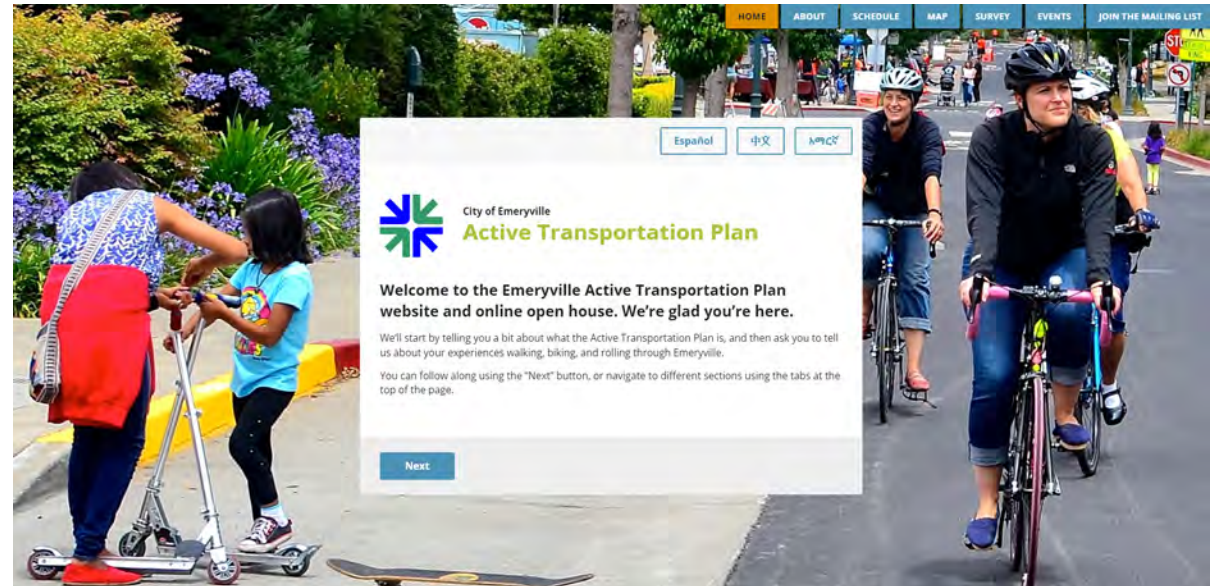 HOME ABOUT SCHEDULE MAP SURVEY EVENTS JOIN THE MAILING LIST
Español 中文 አማርኛ
City of Emeryville
Active Transportation Plan
Welcome to the Emeryville Active Transportation Plan
website and online open house. We’re glad you’re here.
We’ll start by telling you a bit about what the Active Transportation Plan is, and then ask you to tell
us about your experiences walking, biking, and rolling through Emeryville.
You can follow along using the "Next" button, or navigate to different sections using the tabs at the
top of the page.
Next